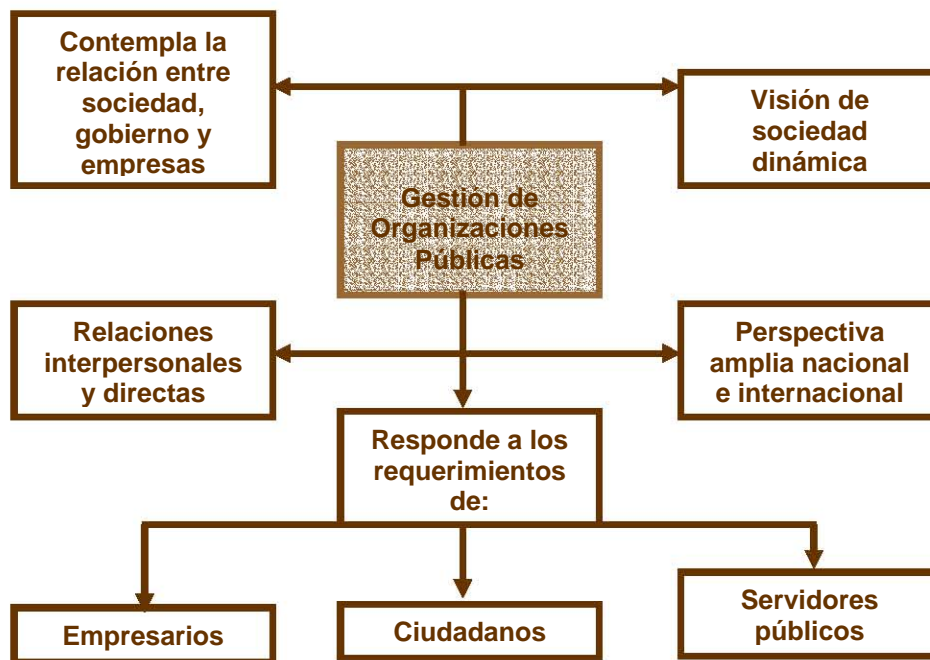 Contempla la
relación entre
sociedad,
gobierno y
empresas
Visión de
sociedad
dinámica
Gestión de
Organizaciones
Públicas
Relaciones
interpersonales
y directas
Perspectiva
amplia nacional
e internacional
Responde a los
requerimientos
de:
Empresarios
Ciudadanos
Servidores
públicos